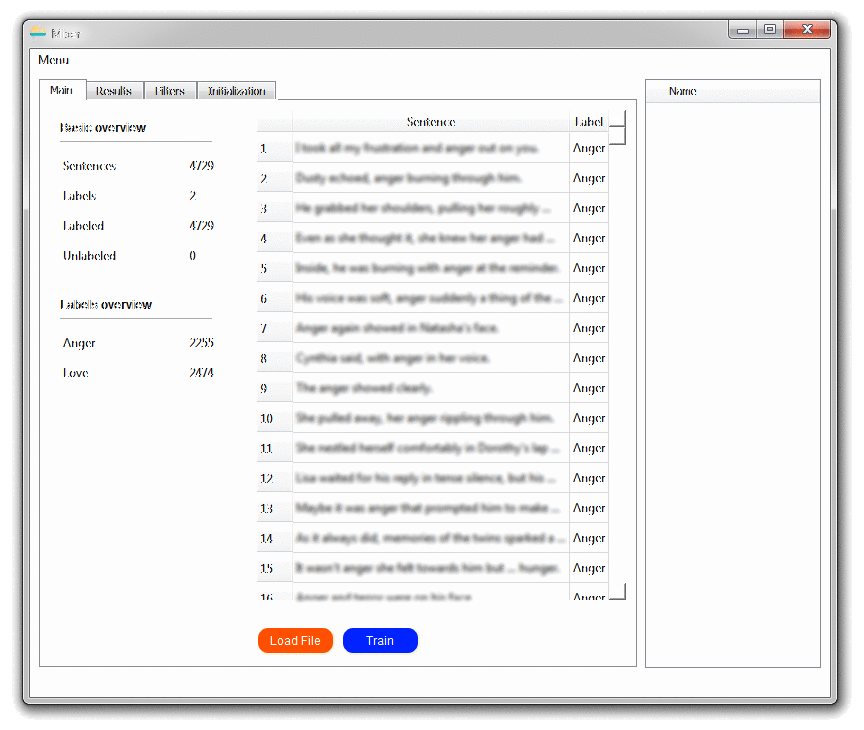 Menu
Main Results Filters Initialization
Name
Basic overview
Sentences 4729
Labels 2
Labeled 4729
Unlabeled 0
Labels overview
Anger 2255
Love 2474
Sentence Label
1 I took all my frustration and anger out on you. Anger
2 Dusty echoed, anger burning through him. Anger
3 He grabbed her shoulders, pulling her roughly ... Anger
4 Even as she thought it, she knew her anger had ... Anger
5 Inside, he was burning with anger at the reminder. Anger
6 His voice was soft, anger suddenly a thing of the ... Anger
7 Anger again showed in Natasha's face. Anger
8 Cynthia said, with anger in her voice. Anger
9 The anger showed clearly. Anger
10 She pulled away, her anger rippling through him. Anger
11 She nestled herself comfortably in Dorothy's lap ... Anger
12 Lisa waited for his reply in tense silence, but his ... Anger
13 Maybe it was anger that prompted him to make ... Anger
14 As it always did, memories of the twins sparked a ... Anger
15 It wasn't anger she felt towards him but ... hunger. Anger
16 Anger and terror were on his face. Anger
Load File Train